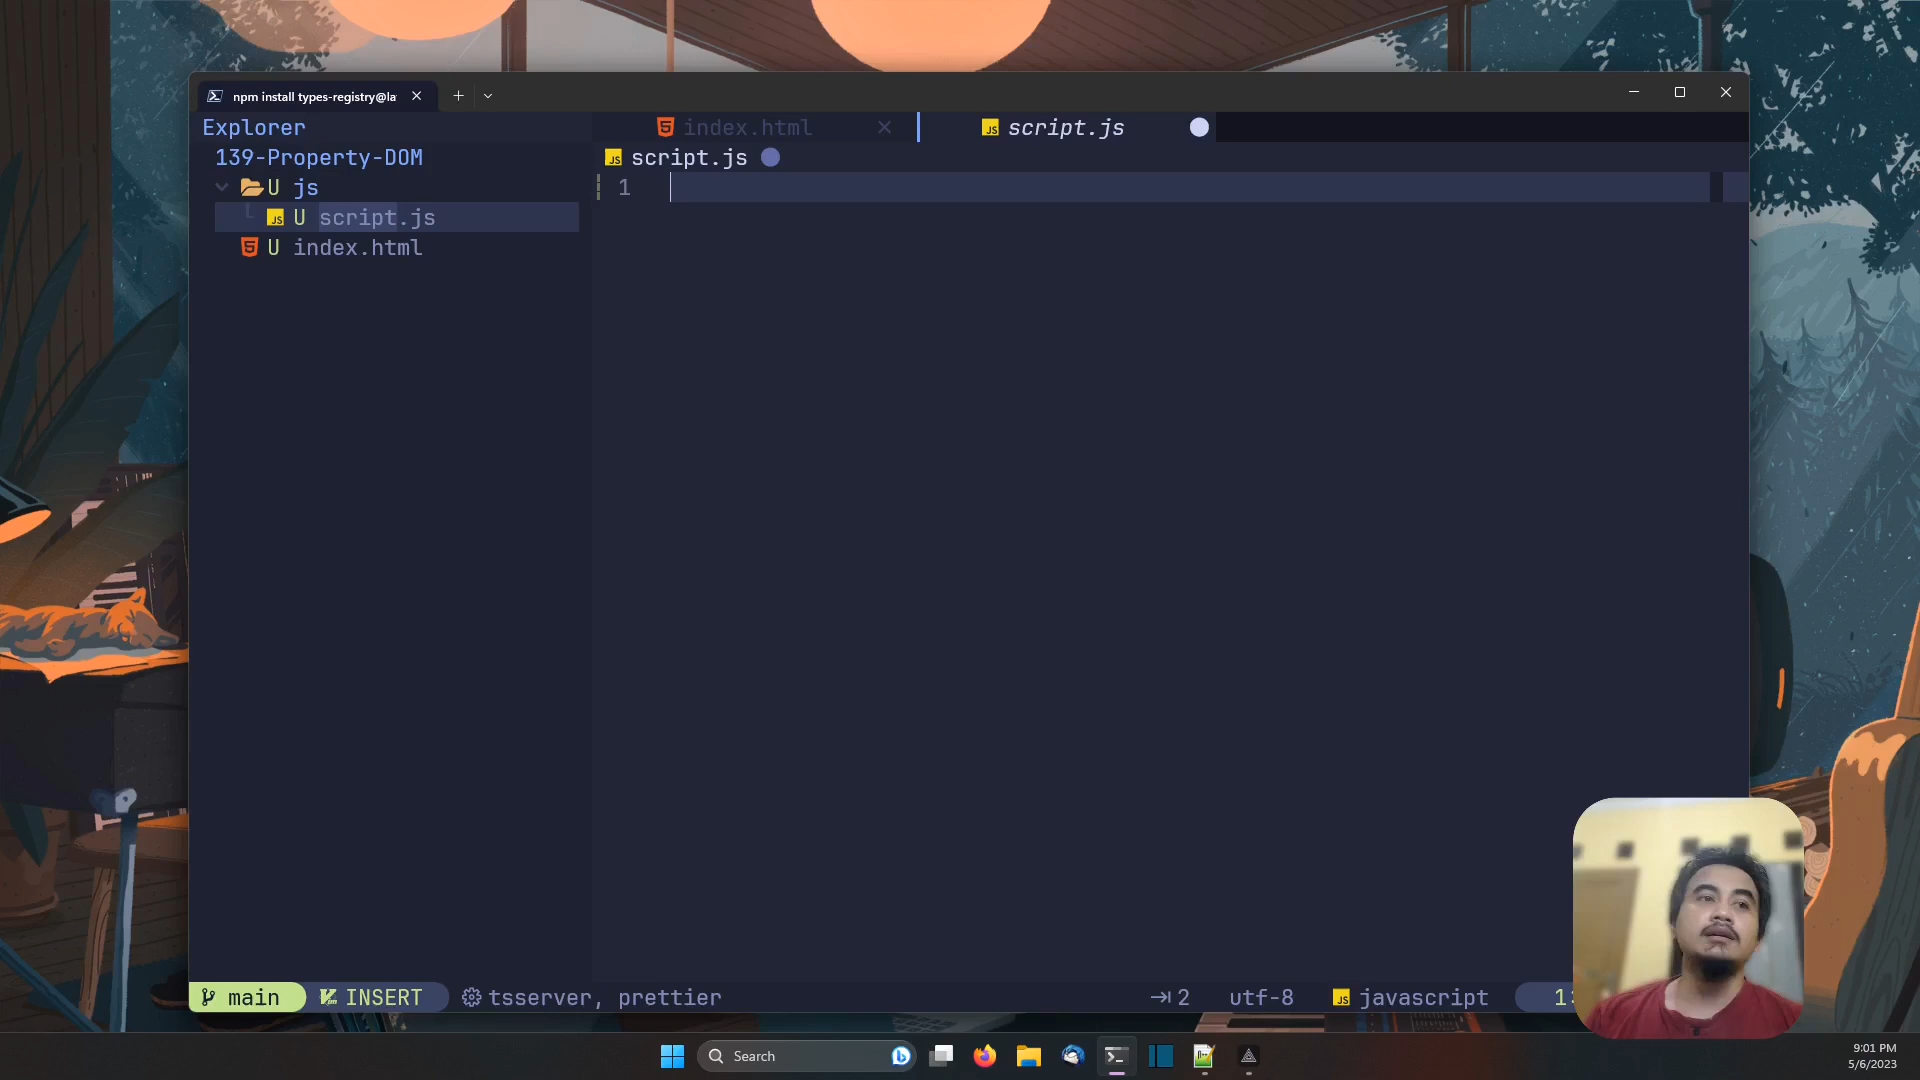 npm install types-registry@la
Explorer
index.html
script.js
139-Property-DOM
script.js
U js
1
U script.js
U index.html
main
INSERT
tsserver, prettier
2
utf-8
javascript
Search
9:01 PM
5/6/2023